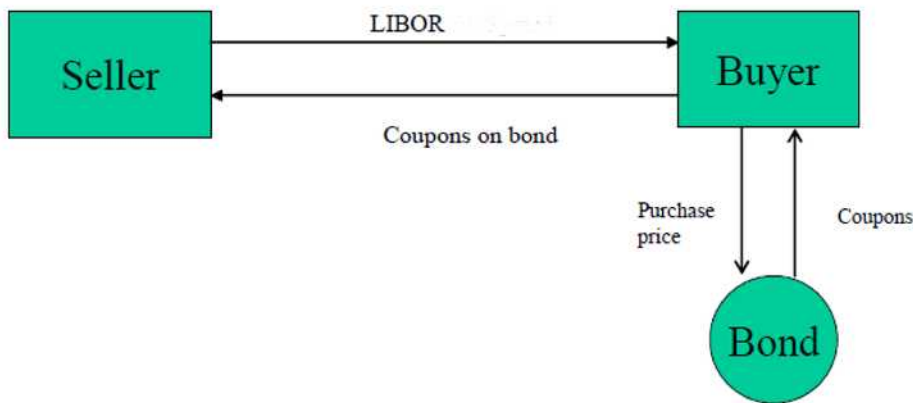 LIBOR
Seller
Buyer
Coupons on bond
Purchase
price
Coupons
Bond